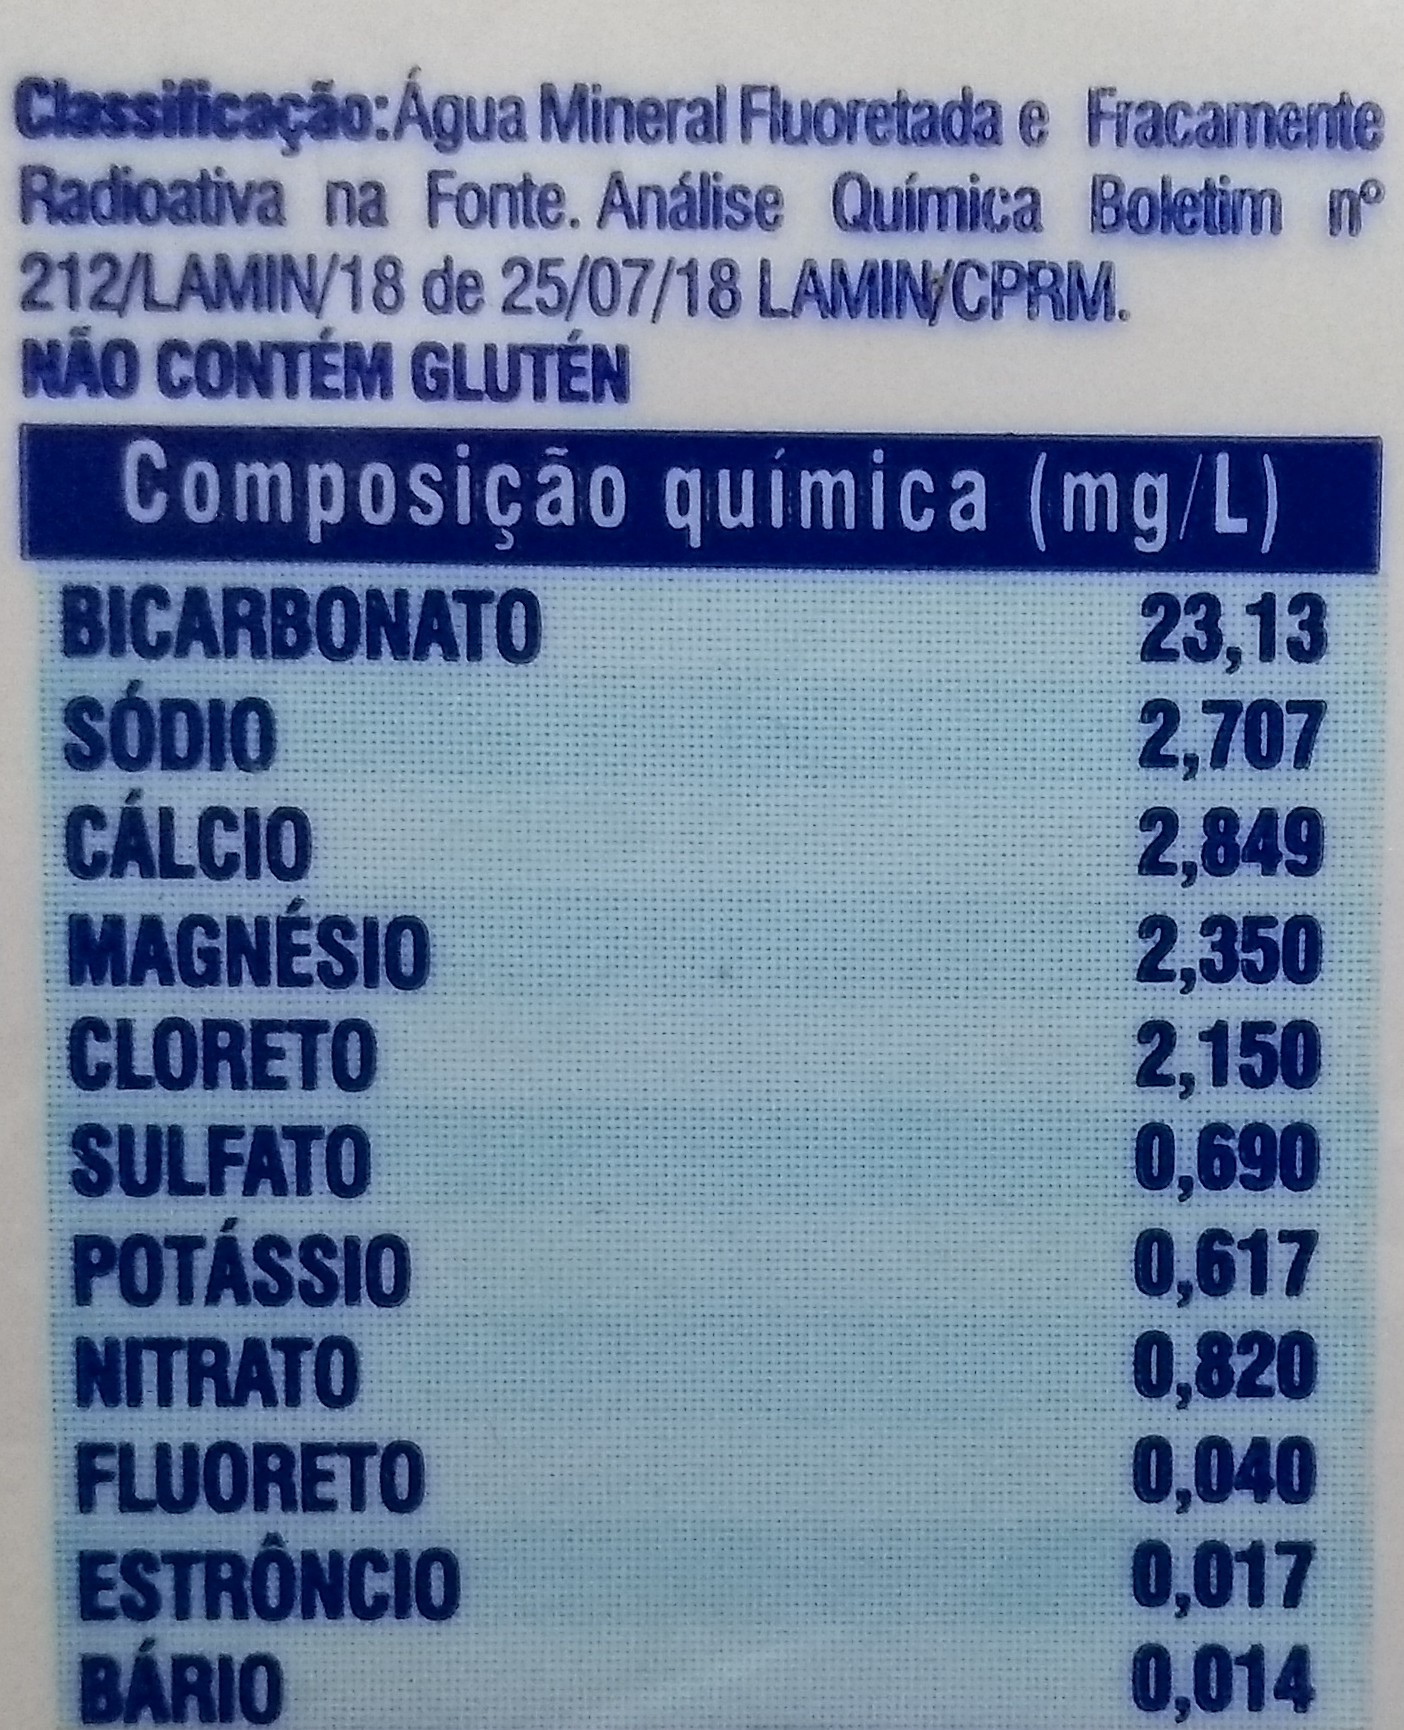 Classificação: Água Mineral Fluoretada e Fracamente
Radioativa na Fonte. Análise Química Boletim nº
212/LAMIN/18 de 25/07/18 LAMIN/CPRM.
NÃO CONTÉM GLUTÉN
Composição química (mg/L)
BICARBONATO 23,13
SÓDIO 2,707
CÁLCIO 2,849
MAGNÉSIO 2,350
CLORETO 2,150
SULFATO 0,690
POTÁSSIO 0,617
NITRATO 0,820
FLUORETO 0,040
ESTRÔNCIO 0,017
BÁRIO 0,014